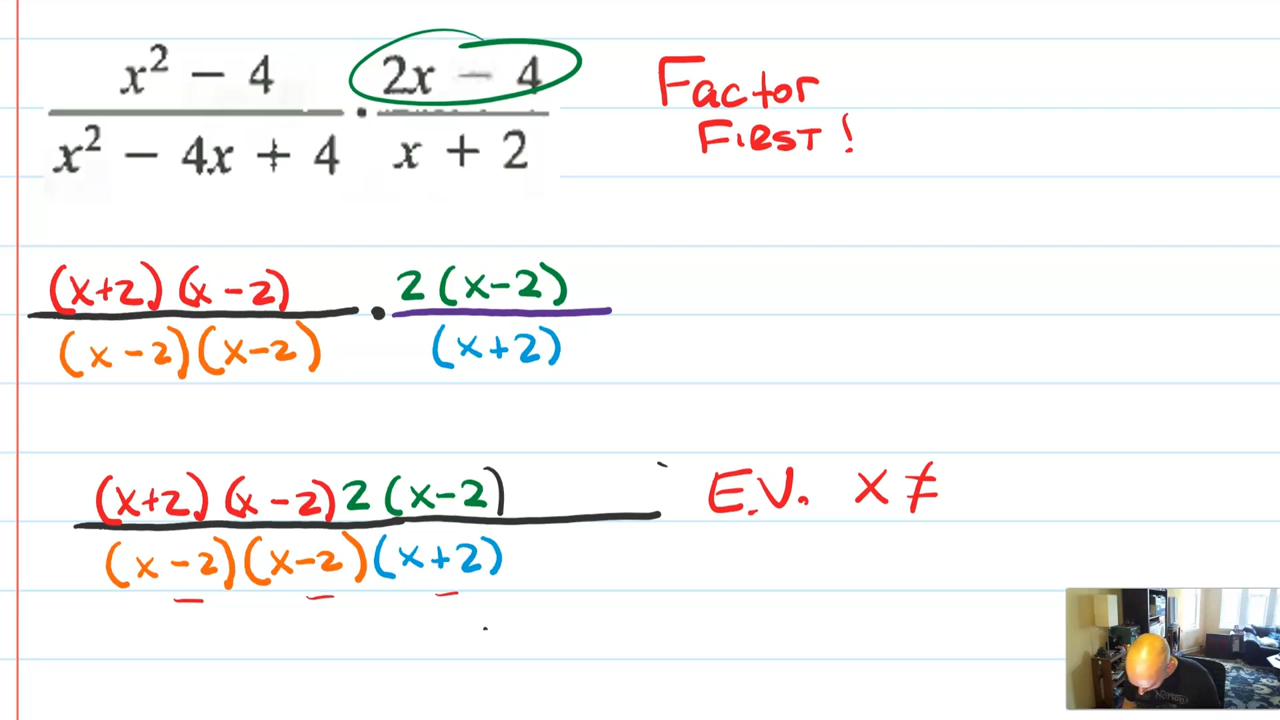 x² − 4 2x − 4
x² − 4x + 4 · x + 2
Factor
FIRST!
(x+2)(x−2) 2(x−2)
(x−2)(x−2) · (x+2)
(x+2)(x−2)2(x−2)
(x−2)(x−2)(x+2)
E.V. x ≠